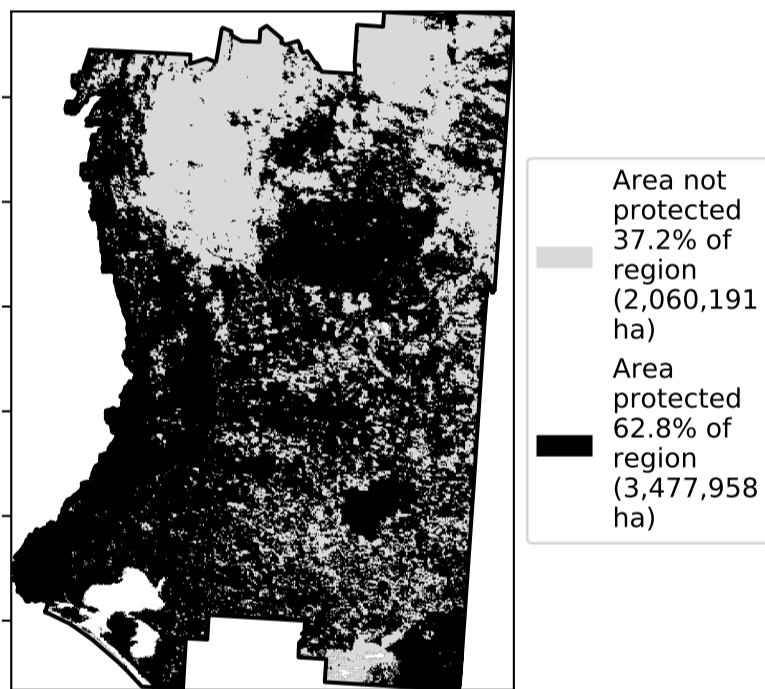 Area not
protected
37.2% of
region
(2,060,191
ha)
Area
protected
62.8% of
region
(3,477,958
ha)